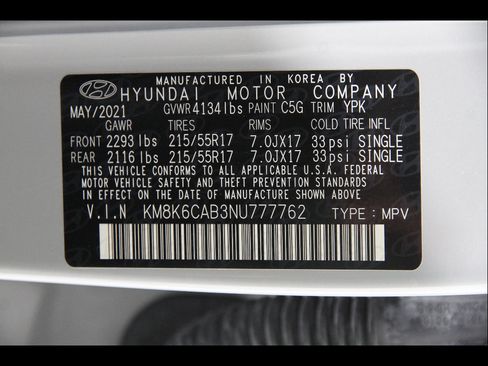 MANUFACTURED IN KOREA BY
HYUNDAI MOTOR COMPANY
MAY/2021 GVWR 4134lbs PAINT C5G TRIM YPK
GAWR TIRES RIMS COLD TIRE INFL
FRONT 2293 lbs 215/55R17 7.0JX17 33psi SINGLE
REAR 2116 lbs 215/55R17 7.0JX17 33psi SINGLE
THIS VEHICLE CONFORMS TO ALL APPLICABLE U.S.A. FEDERAL
MOTOR VEHICLE SAFETY, BUMPER, AND THEFT
PREVENTION STANDARDS IN EFFECT ON THE DATE OF
MANUFACTURE SHOWN ABOVE.
V.I.N KM8K6CAB3NU777762 TYPE : MPV